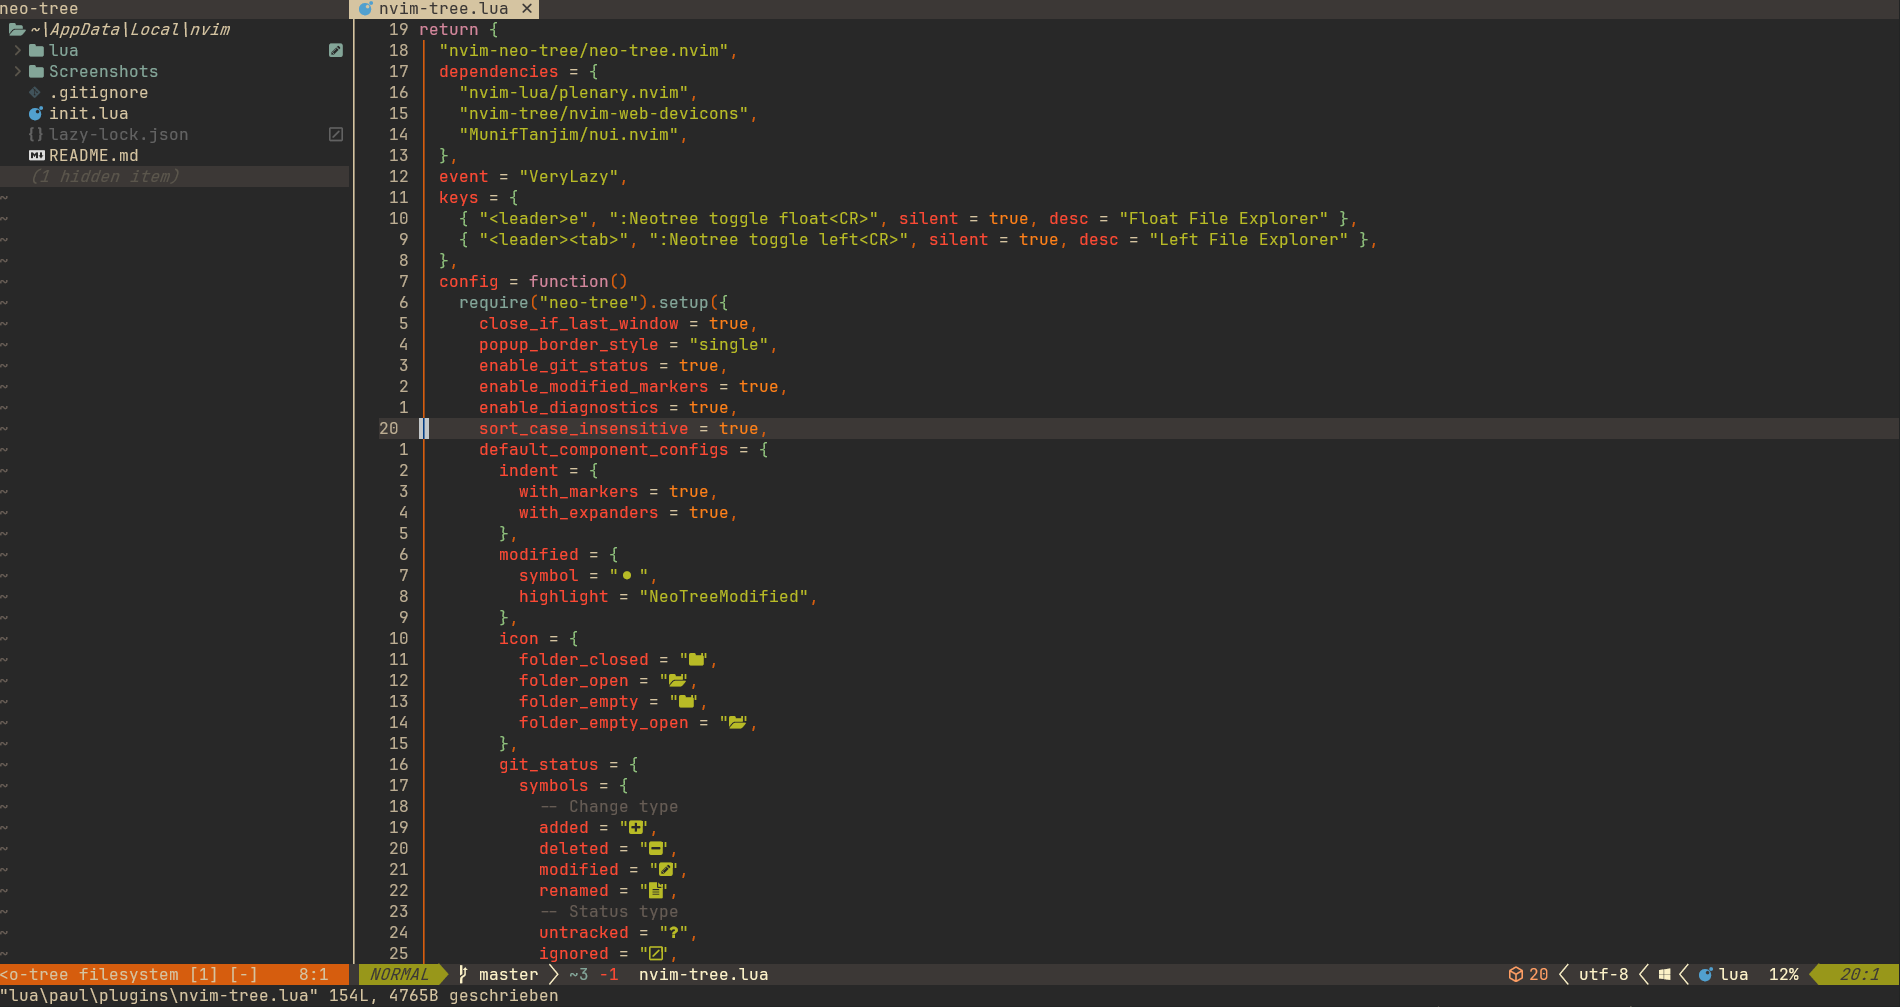 neo-tree
~\AppData\Local\nvim
lua
Screenshots
.gitignore
init.lua
{} lazy-lock.json
README.md
(1 hidden item)
nvim-tree.lua ✕
19 return {
18   "nvim-neo-tree/neo-tree.nvim",
17   dependencies = {
16     "nvim-lua/plenary.nvim",
15     "nvim-tree/nvim-web-devicons",
14     "MunifTanjim/nui.nvim",
13   },
12   event = "VeryLazy",
11   keys = {
10     { "<leader>e", ":Neotree toggle float<CR>", silent = true, desc = "Float File Explorer" },
9     { "<leader><tab>", ":Neotree toggle left<CR>", silent = true, desc = "Left File Explorer" },
8   },
7   config = function()
6     require("neo-tree").setup({
5       close_if_last_window = true,
4       popup_border_style = "single",
3       enable_git_status = true,
2       enable_modified_markers = true,
1       enable_diagnostics = true,
20       sort_case_insensitive = true,
1       default_component_configs = {
2         indent = {
3           with_markers = true,
4           with_expanders = true,
5         },
6         modified = {
7           symbol = "● ",
8           highlight = "NeoTreeModified",
9         },
10         icon = {
11           folder_closed = "",
12           folder_open = "",
13           folder_empty = "",
14           folder_empty_open = "",
15         },
16         git_status = {
17           symbols = {
18             -- Change type
19             added = "",
20             deleted = "",
21             modified = "",
22             renamed = "",
23             -- Status type
24             untracked = "?",
25             ignored = "",
<o-tree filesystem [1] [-] 8:1
NORMAL master ~3 -1 nvim-tree.lua 20 utf-8 lua 12% 20:1
"lua\paul\plugins\nvim-tree.lua" 154L, 4765B geschrieben